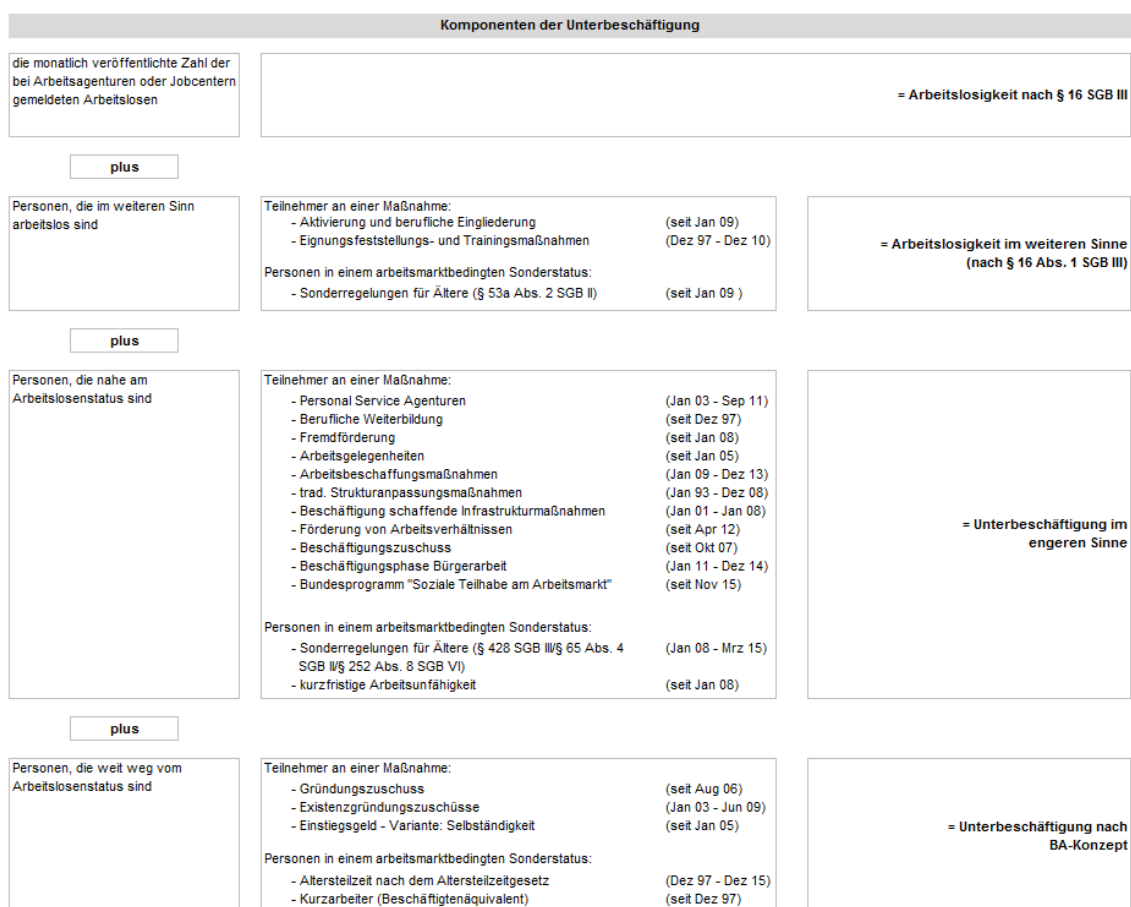 Komponenten der Unterbeschäftigung
die monatlich veröffentlichte Zahl der
bei Arbeitsagenturen oder Jobcentern
gemeldeten Arbeitslosen
= Arbeitslosigkeit nach § 16 SGB III
plus
Personen, die im weiteren Sinn
arbeitslos sind
Teilnehmer an einer Maßnahme:
- Aktivierung und berufliche Eingliederung (seit Jan 09)
- Eignungsfeststellungs- und Trainingsmaßnahmen (Dez 97 - Dez 10)
Personen in einem arbeitsmarktbedingten Sonderstatus:
- Sonderregelungen für Ältere (§ 53a Abs. 2 SGB II) (seit Jan 09 )
= Arbeitslosigkeit im weiteren Sinne
(nach § 16 Abs. 1 SGB III)
plus
Personen, die nahe am
Arbeitslosenstatus sind
Teilnehmer an einer Maßnahme:
- Personal Service Agenturen (Jan 03 - Sep 11)
- Berufliche Weiterbildung (seit Dez 97)
- Fremdförderung (seit Jan 08)
- Arbeitsgelegenheiten (seit Jan 05)
- Arbeitsbeschaffungsmaßnahmen (Jan 09 - Dez 13)
- trad. Strukturanpassungsmaßnahmen (Jan 93 - Dez 08)
- Beschäftigung schaffende Infrastrukturmaßnahmen (Jan 01 - Jan 08)
- Förderung von Arbeitsverhältnissen (seit Apr 12)
- Beschäftigungszuschuss (seit Okt 07)
- Beschäftigungsphase Bürgerarbeit (Jan 11 - Dez 14)
- Bundesprogramm "Soziale Teilhabe am Arbeitsmarkt" (seit Nov 15)
Personen in einem arbeitsmarktbedingten Sonderstatus:
- Sonderregelungen für Ältere (§ 428 SGB III/§ 65 Abs. 4 (Jan 08 - Mrz 15)
SGB II/§ 252 Abs. 8 SGB VI)
- kurzfristige Arbeitsunfähigkeit (seit Jan 08)
= Unterbeschäftigung im
engeren Sinne
plus
Personen, die weit weg vom
Arbeitslosenstatus sind
Teilnehmer an einer Maßnahme:
- Gründungszuschuss (seit Aug 06)
- Existenzgründungszuschüsse (Jan 03 - Jun 09)
- Einstiegsgeld - Variante: Selbständigkeit (seit Jan 05)
Personen in einem arbeitsmarktbedingten Sonderstatus:
- Altersteilzeit nach dem Altersteilzeitgesetz (Dez 97 - Dez 15)
- Kurzarbeiter (Beschäftigtenäquivalent) (seit Dez 97)
= Unterbeschäftigung nach
BA-Konzept